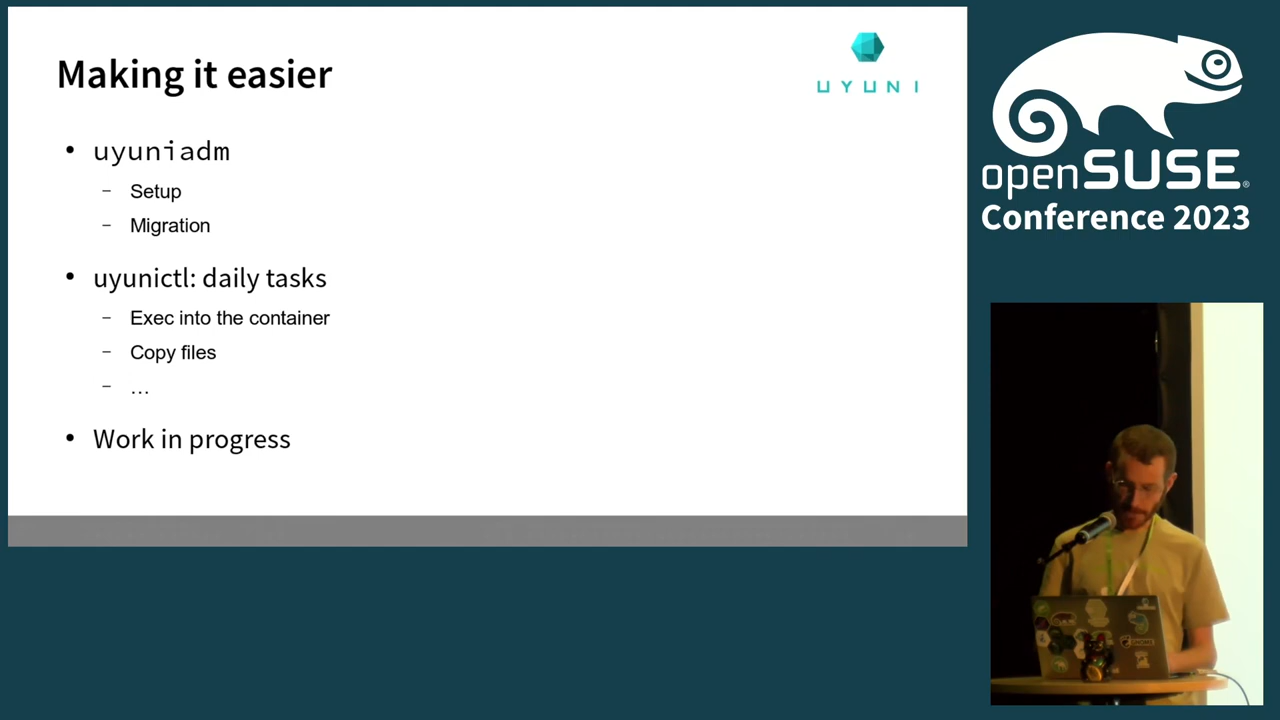 Making it easier
UYUNI
• uyuniadm
– Setup
– Migration
• uyunictl: daily tasks
– Exec into the container
– Copy files
– …
• Work in progress
openSUSE®
Conference 2023
GNOME